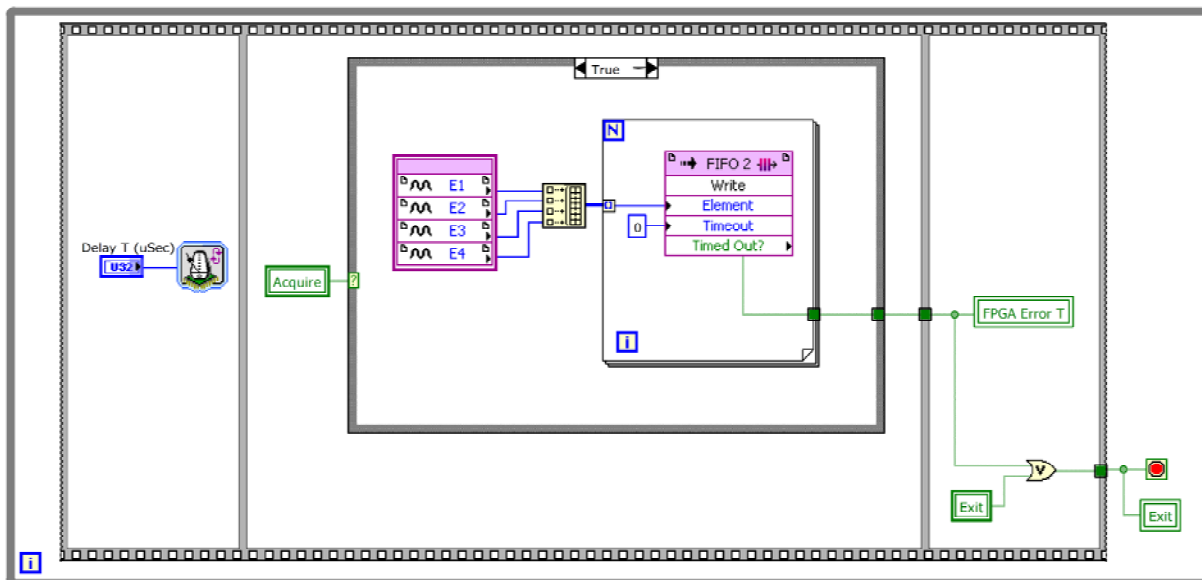 True
N
FIFO 2
Write
E1
Element
E2
0
Timeout
E3
Timed Out?
E4
Delay T (uSec)
U32
Acquire
?
FPGA Error T
i
V
Exit
Exit
i